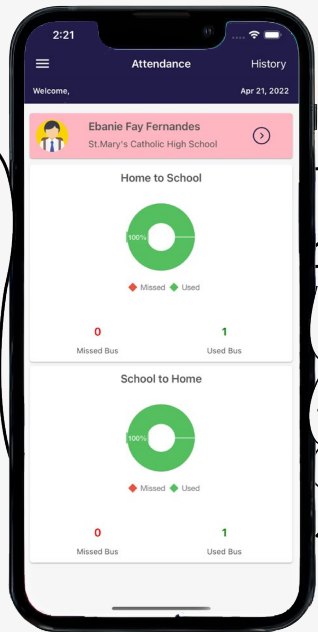 2:21
Attendance
History
Welcome,
Apr 21, 2022
Ebanie Fay Fernandes
St.Mary's Catholic High School
Home to School
100%
Missed Used
0 1
Missed Bus Used Bus
School to Home
100%
Missed Used
0 1
Missed Bus Used Bus